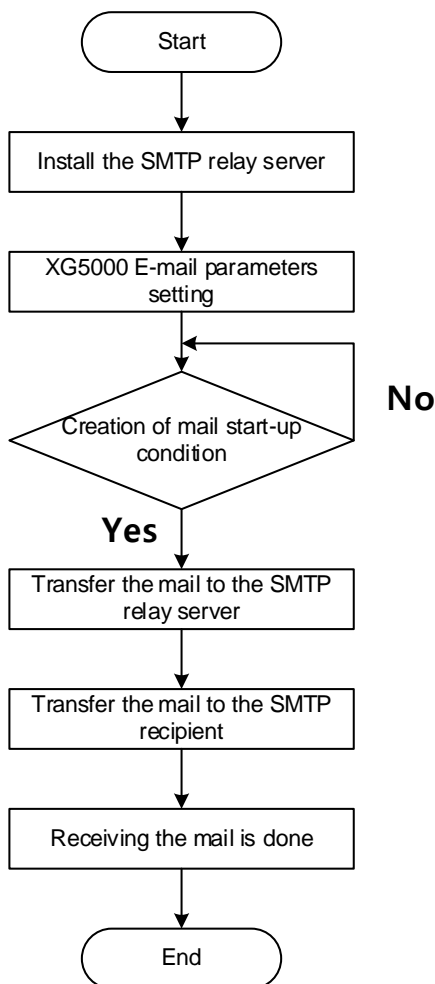 Start
Install the SMTP relay server
XG5000 E-mail parameters
setting
Creation of mail start-up
condition
No
Yes
Transfer the mail to the SMTP
relay server
Transfer the mail to the SMTP
recipient
Receiving the mail is done
End